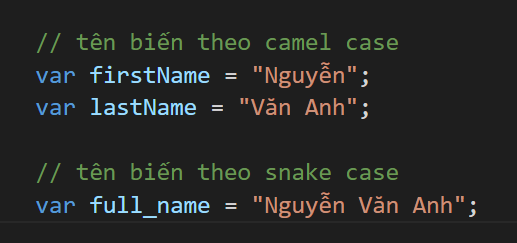 // tên biến theo camel case
var firstName = "Nguyễn";
var lastName = "Văn Anh";
// tên biến theo snake case
var full_name = "Nguyễn Văn Anh";